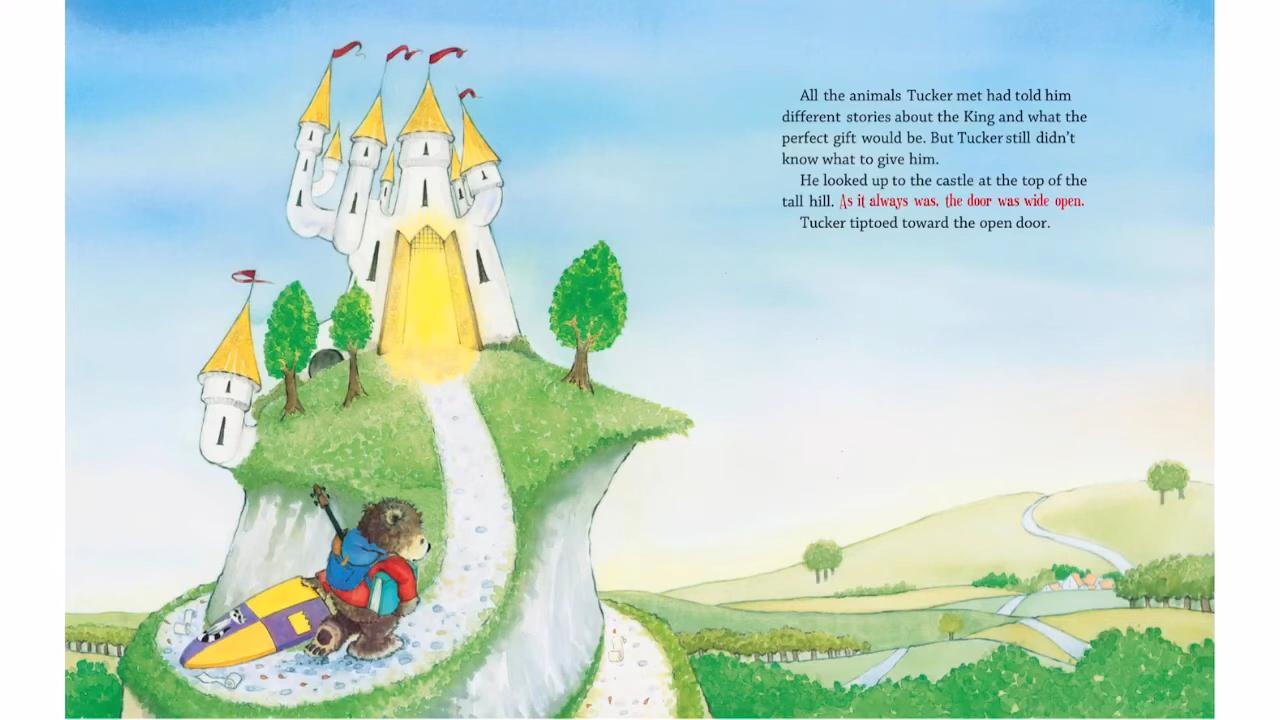 All the animals Tucker met had told him
different stories about the King and what the
perfect gift would be. But Tucker still didn't
know what to give him.
He looked up to the castle at the top of the
tall hill. As it always was, the door was wide open.
Tucker tiptoed toward the open door.